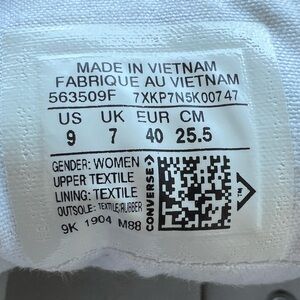 MADE IN VIETNAM
FABRIQUE AU VIETNAM
563509F 7XKP7N5K00747
US UK EUR CM
9 7 40 25.5
GENDER: WOMEN
UPPER TEXTILE
LINING: TEXTILE
OUTSOLE: TEXTILE/RUBBER
9K 1904 M88
CONVERSE
TM